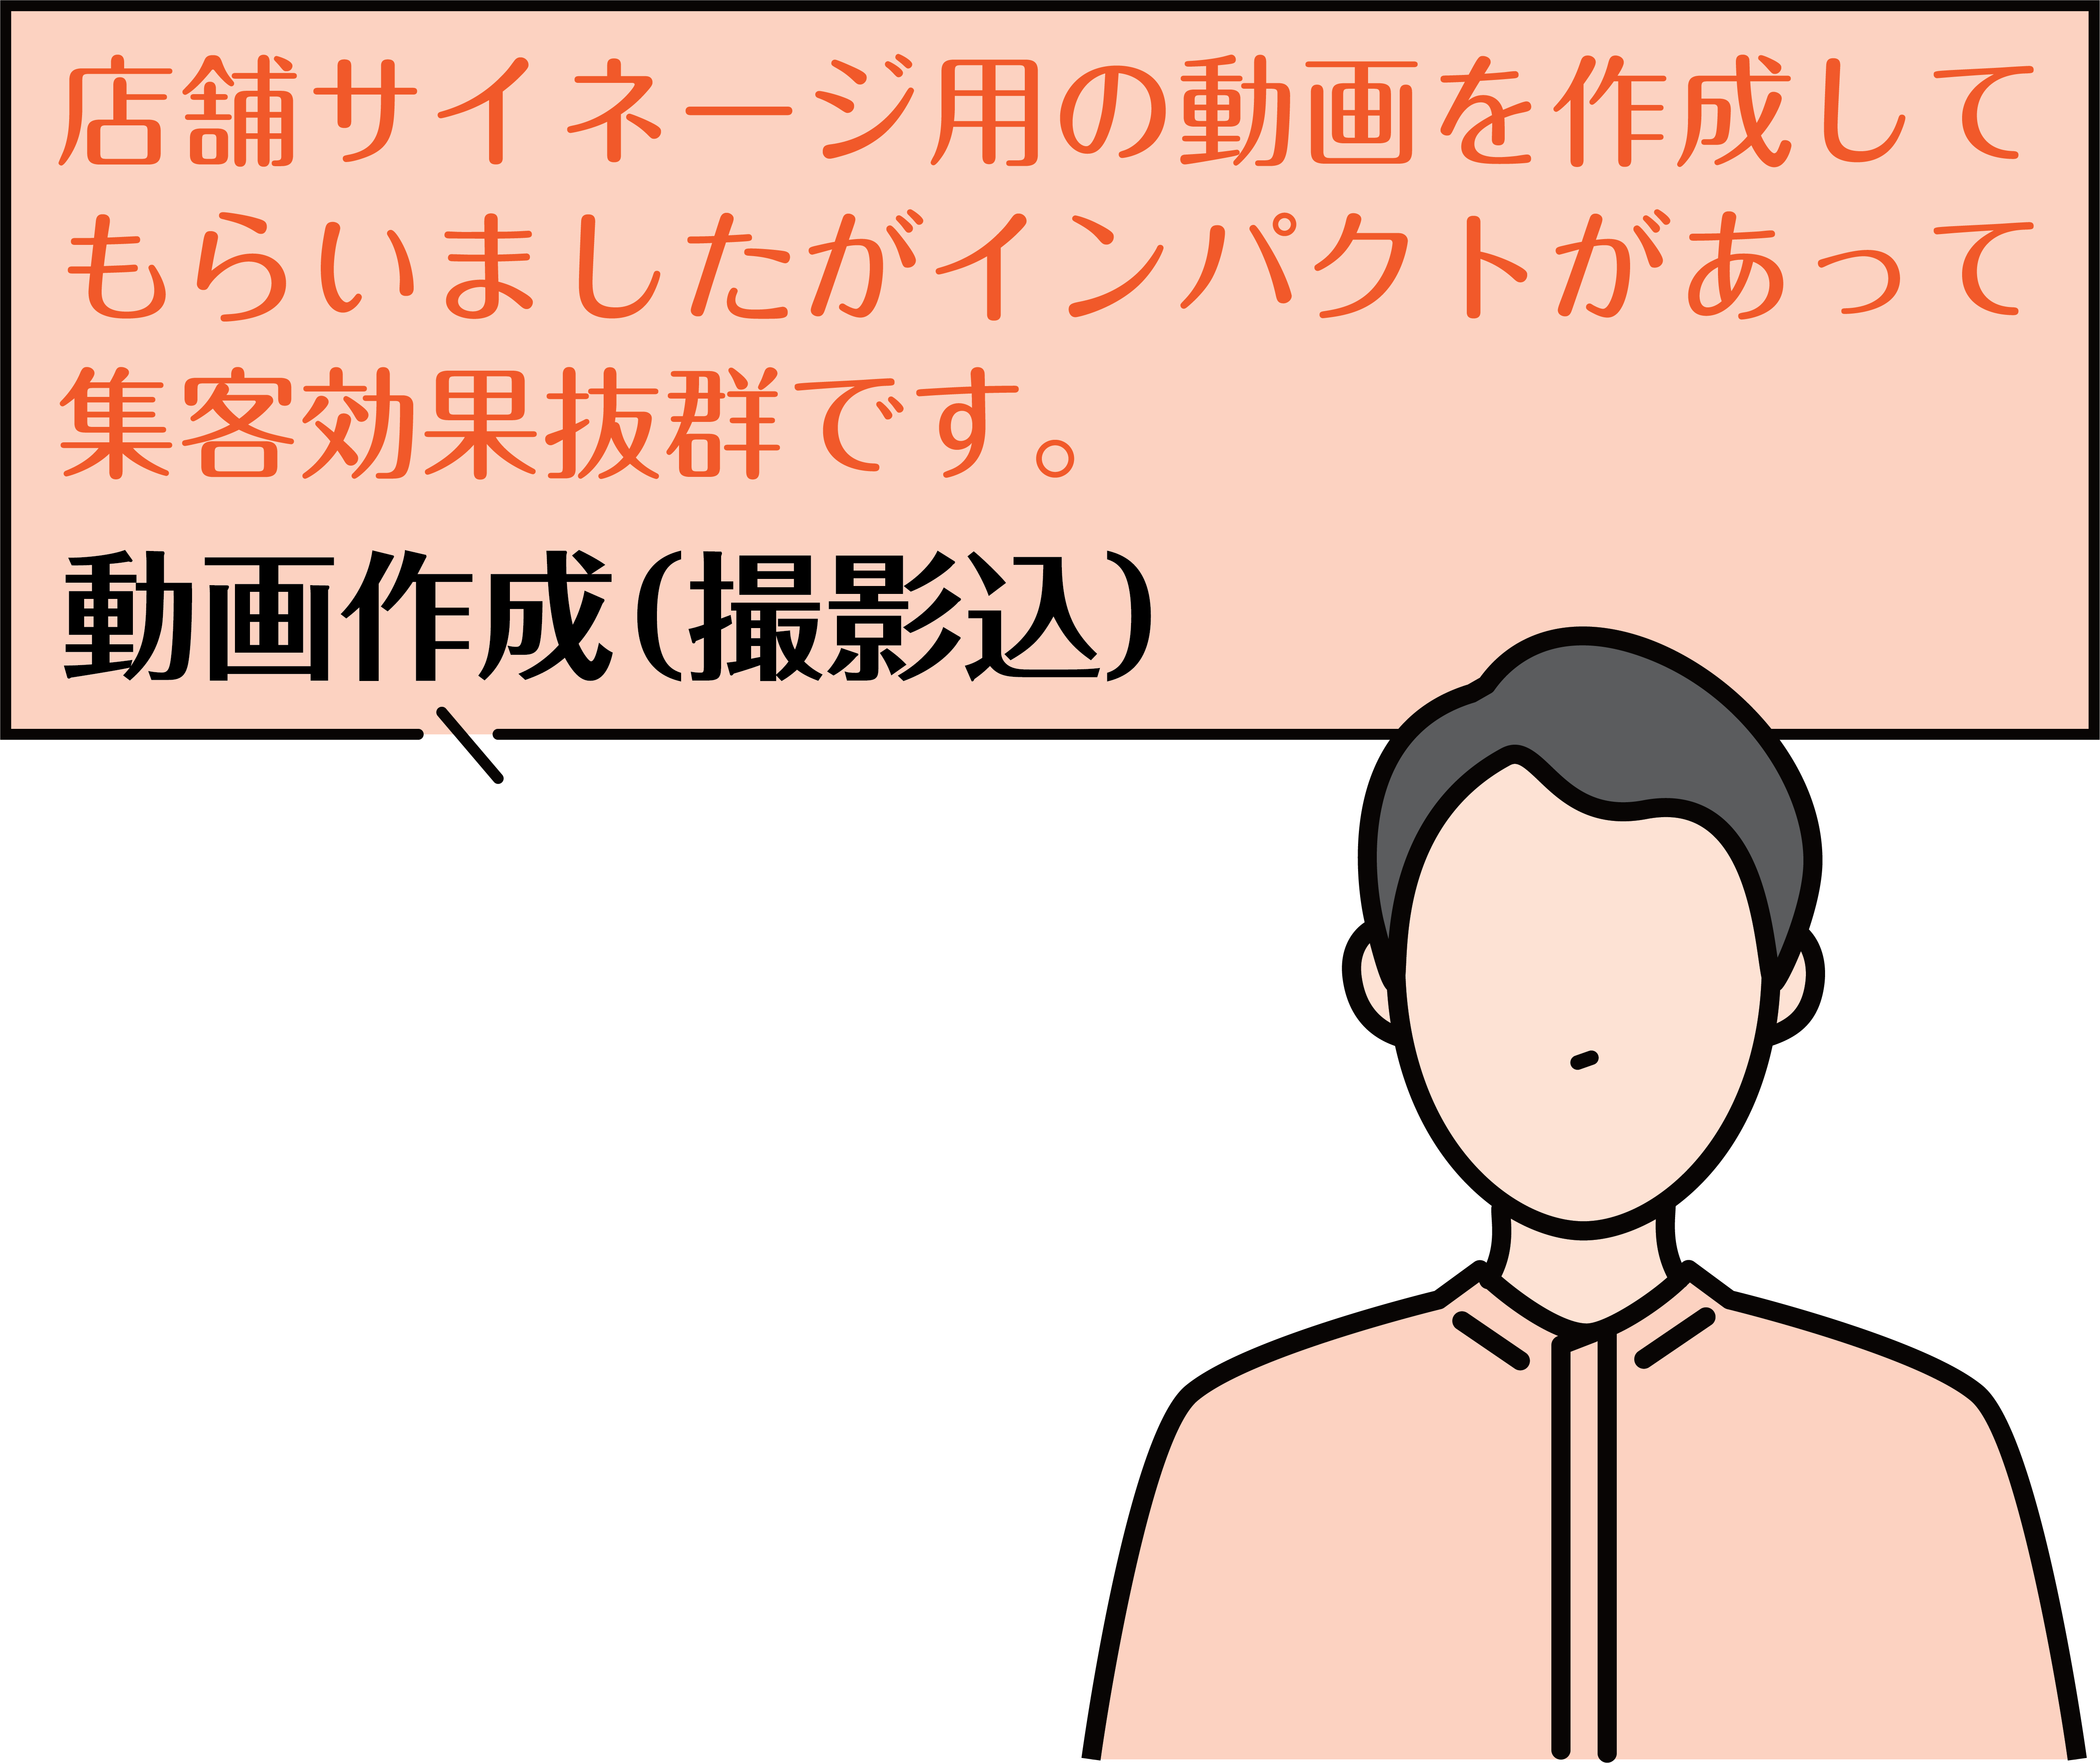 店舗サイネージ用の動画を作成して
もらいましたがインパクトがあって
集客効果抜群です。
動画作成(撮影込)